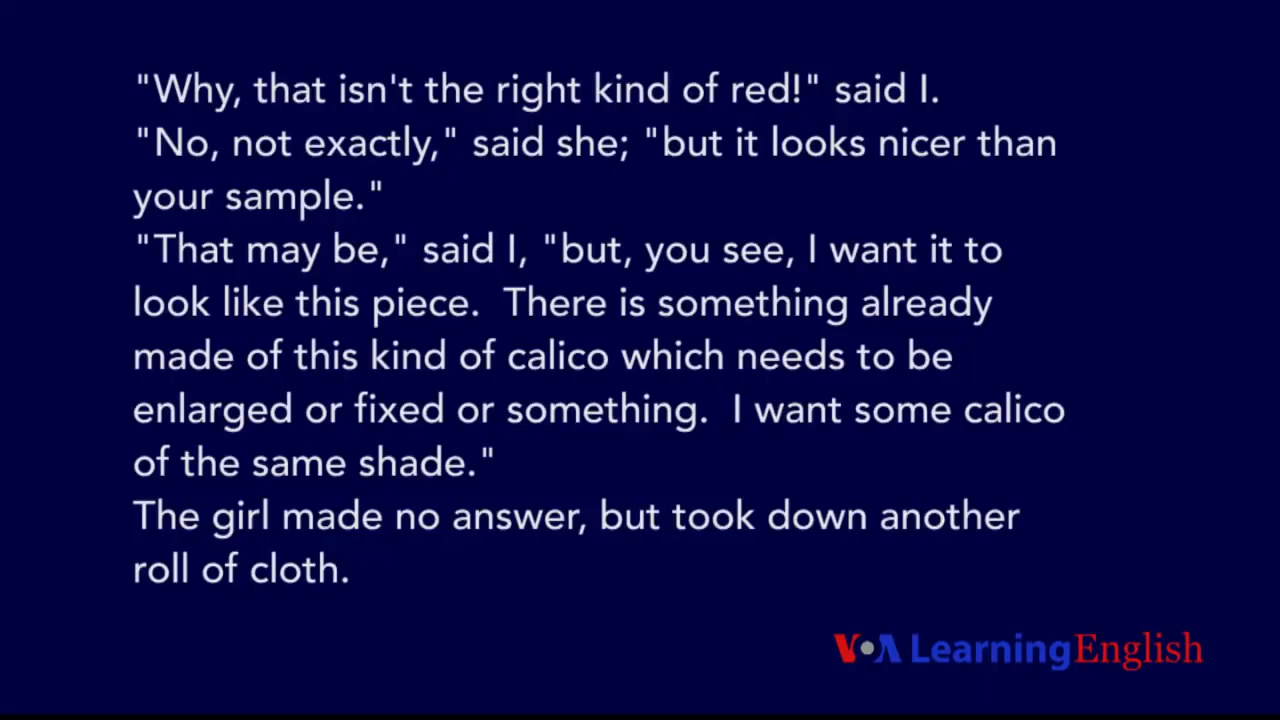 "Why, that isn't the right kind of red!" said I.
"No, not exactly," said she; "but it looks nicer than
your sample."
"That may be," said I, "but, you see, I want it to
look like this piece.  There is something already
made of this kind of calico which needs to be
enlarged or fixed or something.  I want some calico
of the same shade."
The girl made no answer, but took down another
roll of cloth.
VOA Learning English